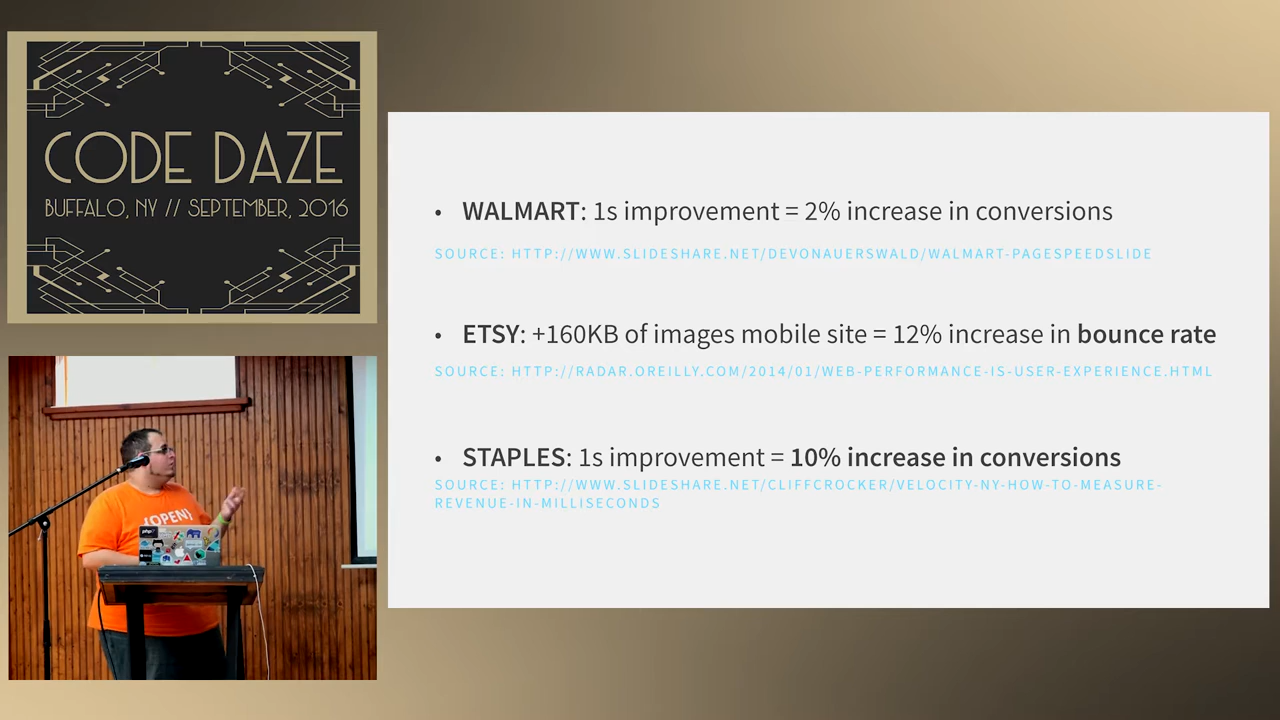 CODE DAZE
BUFFALO, NY // SEPTEMBER, 2016
• WALMART: 1s improvement = 2% increase in conversions
SOURCE: HTTP://WWW.SLIDESHARE.NET/DEVONAUERSWALD/WALMART-PAGESPEEDSLIDE
• ETSY: +160KB of images mobile site = 12% increase in bounce rate
SOURCE: HTTP://RADAR.OREILLY.COM/2014/01/WEB-PERFORMANCE-IS-USER-EXPERIENCE.HTML
• STAPLES: 1s improvement = 10% increase in conversions
SOURCE: HTTP://WWW.SLIDESHARE.NET/CLIFFCROCKER/VELOCITY-NY-HOW-TO-MEASURE-
REVENUE-IN-MILLISECONDS
{OPEN}
php